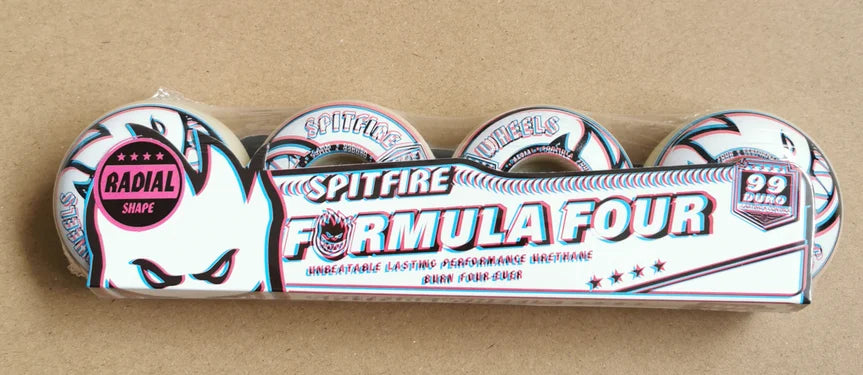 SPITFIRE
WHEELS
RADIAL
SHAPE
SPITFIRE
FORMULA FOUR
UNBEATABLE LASTING PERFORMANCE URETHANE
BURN FOUR-EVER
99
DURO